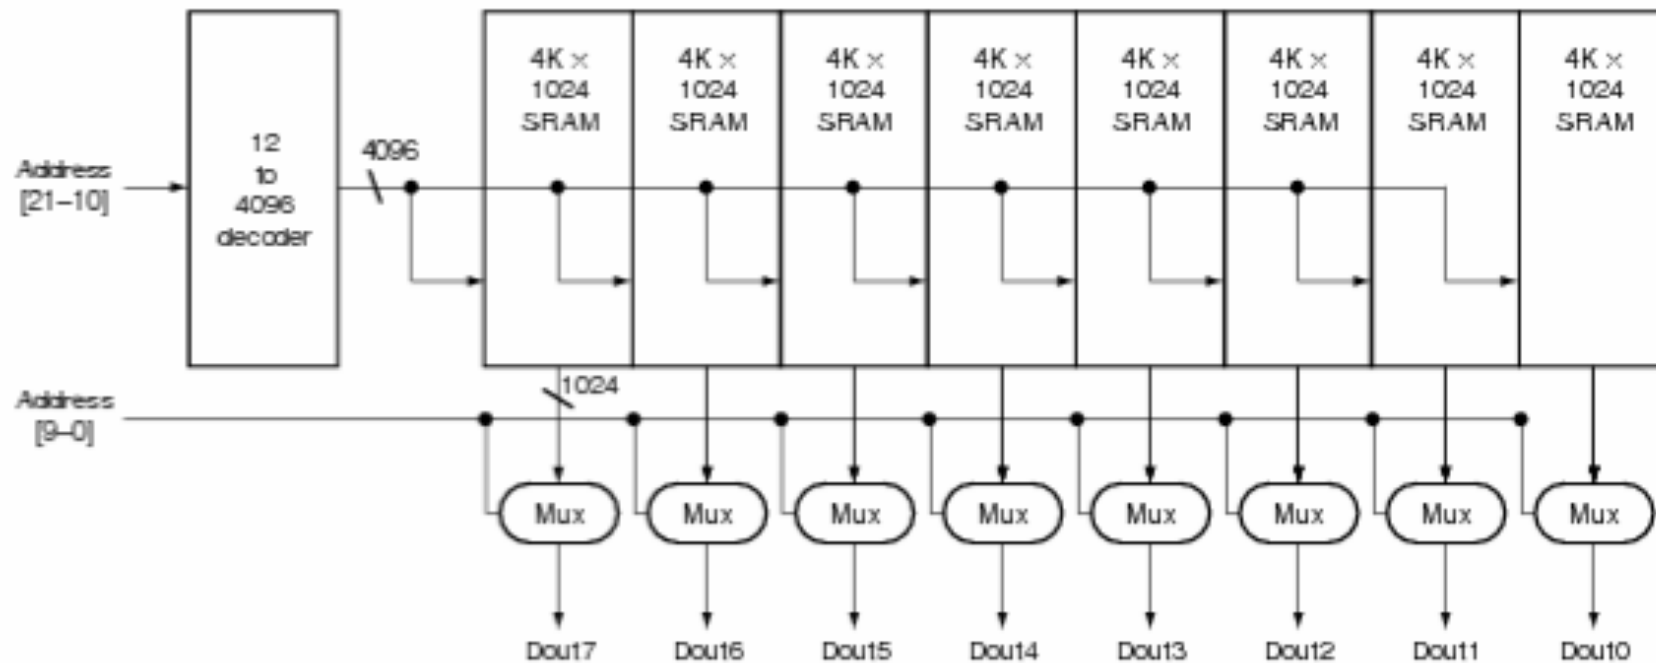 4K × 4K × 4K × 4K × 4K × 4K × 4K × 4K ×
1024 1024 1024 1024 1024 1024 1024 1024
SRAM SRAM SRAM SRAM SRAM SRAM SRAM SRAM
12
to
4096
decoder
4096
Address
[21–10]
1024
Address
[9–0]
Mux Mux Mux Mux Mux Mux Mux Mux
Dout7 Dout6 Dout5 Dout4 Dout3 Dout2 Dout1 Dout0